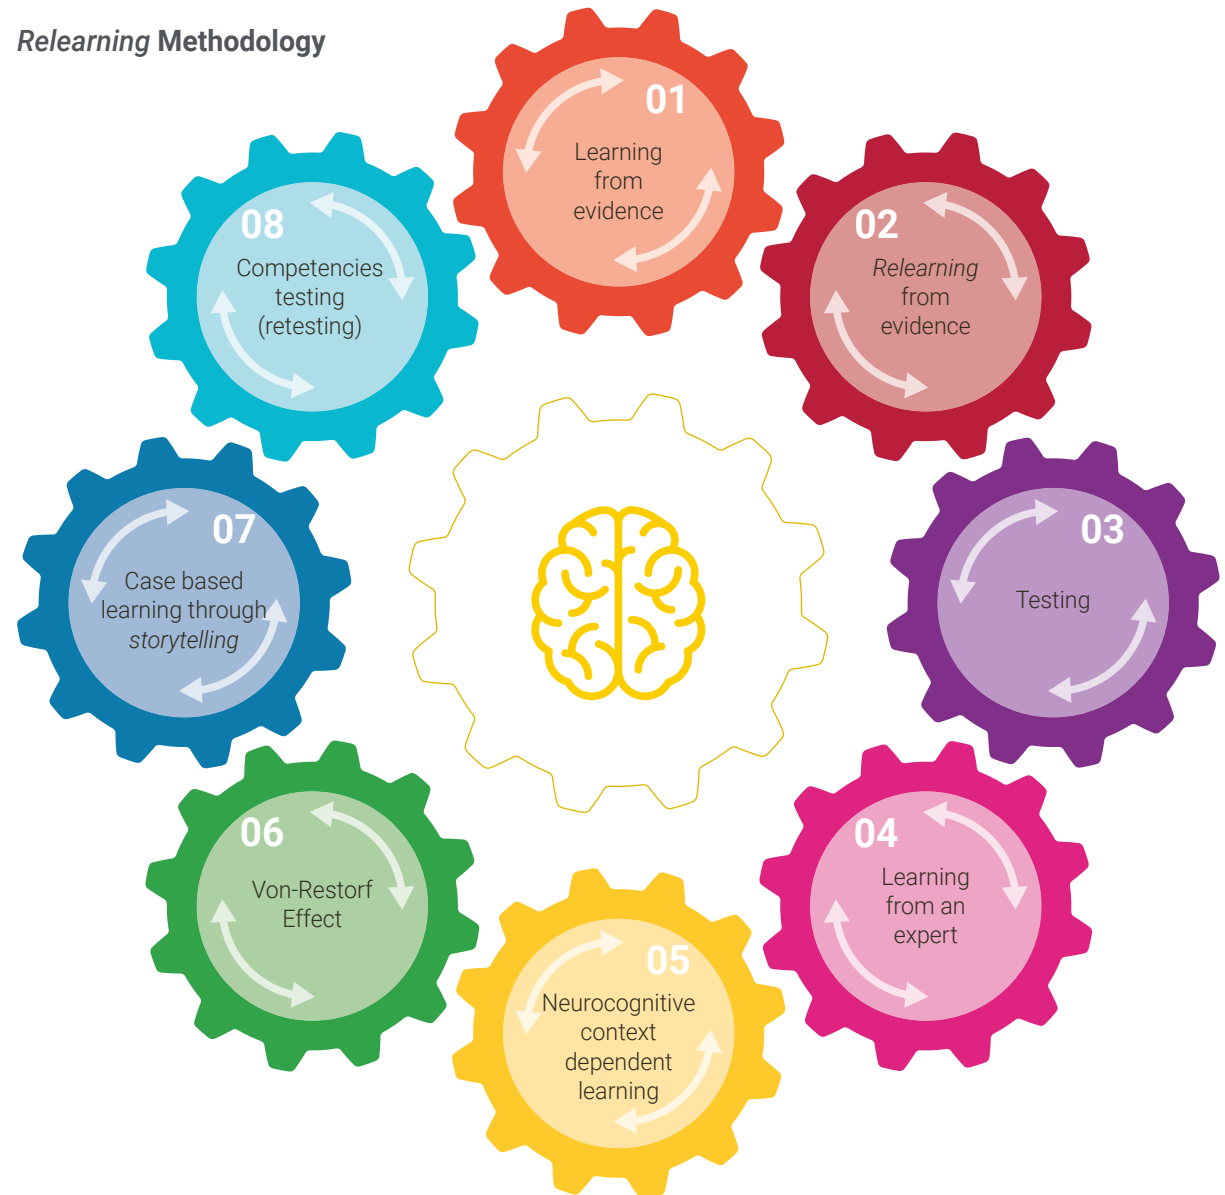 Relearning Methodology
01
Learning
from
evidence
02
Relearning
from
evidence
03
Testing
04
Learning
from an
expert
05
Neurocognitive
context
dependent
learning
06
Von-Restorf
Effect
07
Case based
learning through
storytelling
08
Competencies
testing
(retesting)